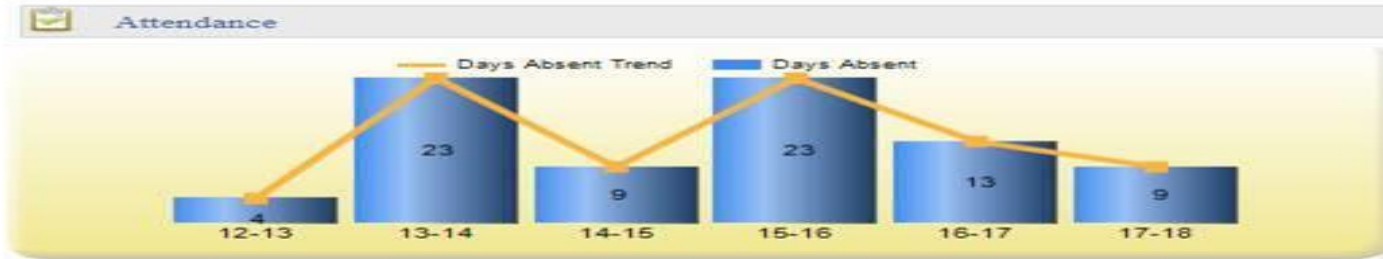 Attendance
Days Absent Trend Days Absent
4 23 9 23 13 9
12-13 13-14 14-15 15-16 16-17 17-18